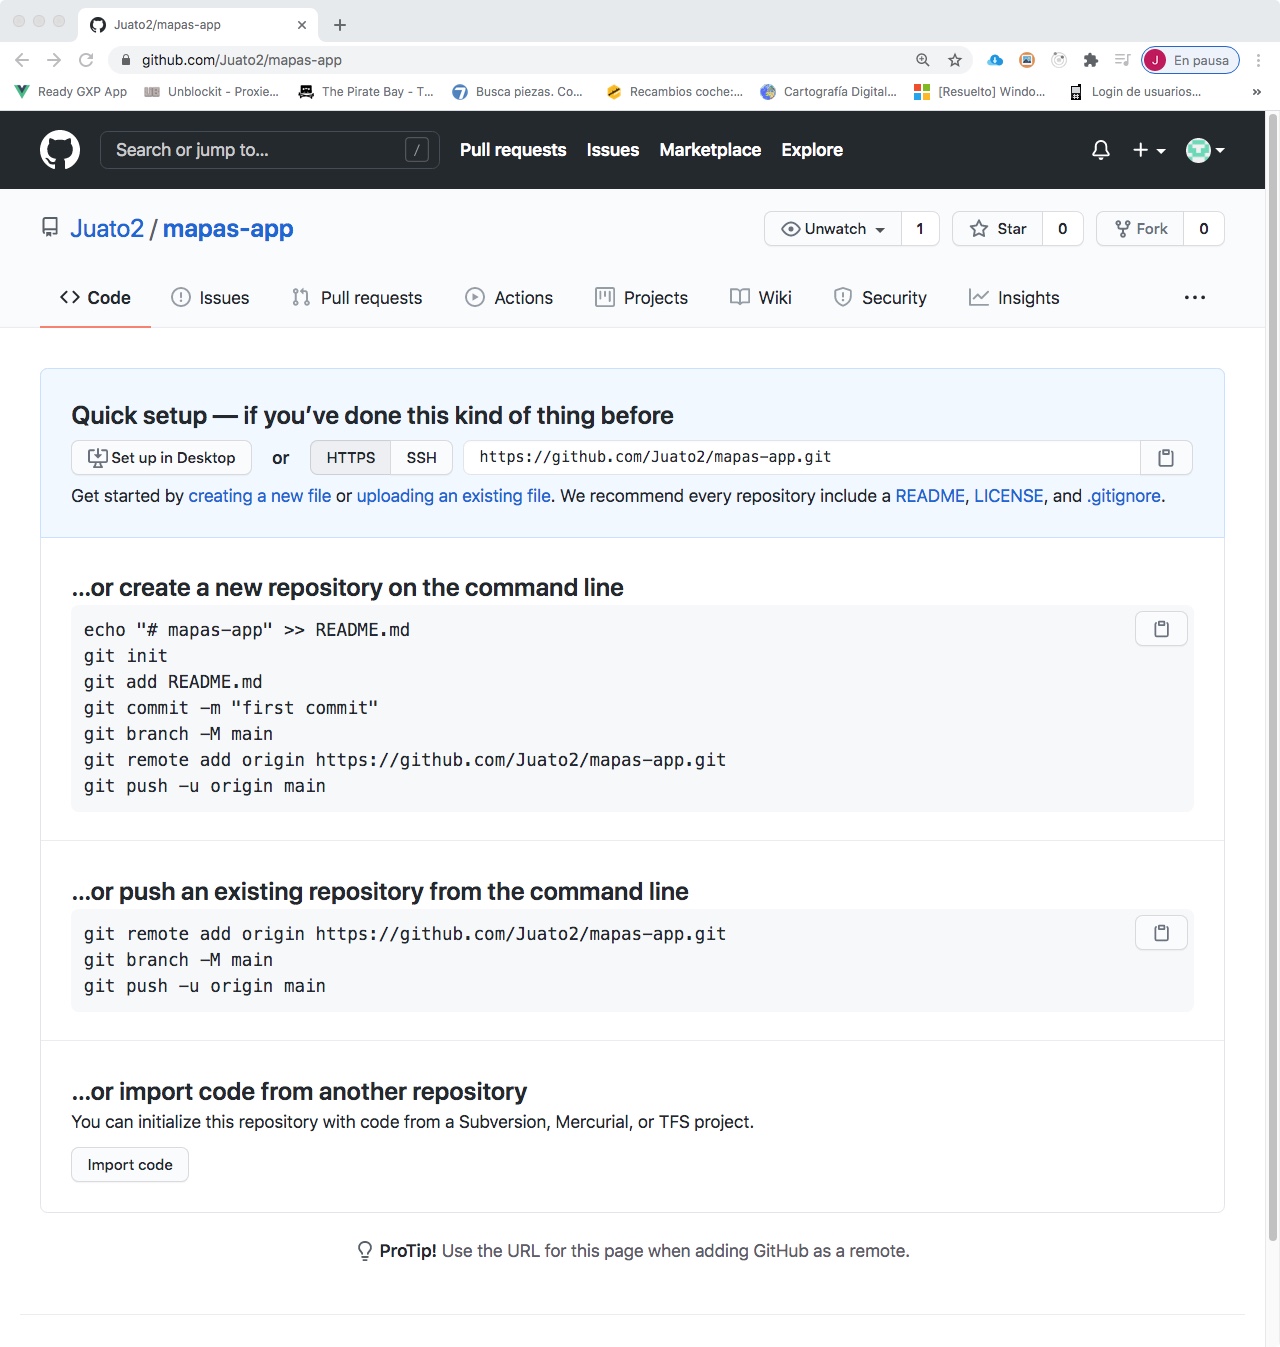 Juato2/mapas-app
github.com/Juato2/mapas-app
J En pausa
Ready GXP App
UB Unblockit - Proxie...
The Pirate Bay - T...
Busca piezas. Co...
Recambios coche:...
Cartografía Digital...
[Resuelto] Windo...
Login de usuarios...
Search or jump to... /
Pull requests Issues Marketplace Explore
Juato2 / mapas-app
Unwatch 1
Star 0
Fork 0
Code Issues Pull requests Actions Projects Wiki Security Insights
Quick setup — if you’ve done this kind of thing before
Set up in Desktop or HTTPS SSH https://github.com/Juato2/mapas-app.git
Get started by creating a new file or uploading an existing file. We recommend every repository include a README, LICENSE, and .gitignore.
…or create a new repository on the command line
echo "# mapas-app" >> README.md
git init
git add README.md
git commit -m "first commit"
git branch -M main
git remote add origin https://github.com/Juato2/mapas-app.git
git push -u origin main
…or push an existing repository from the command line
git remote add origin https://github.com/Juato2/mapas-app.git
git branch -M main
git push -u origin main
…or import code from another repository
You can initialize this repository with code from a Subversion, Mercurial, or TFS project.
Import code
ProTip! Use the URL for this page when adding GitHub as a remote.